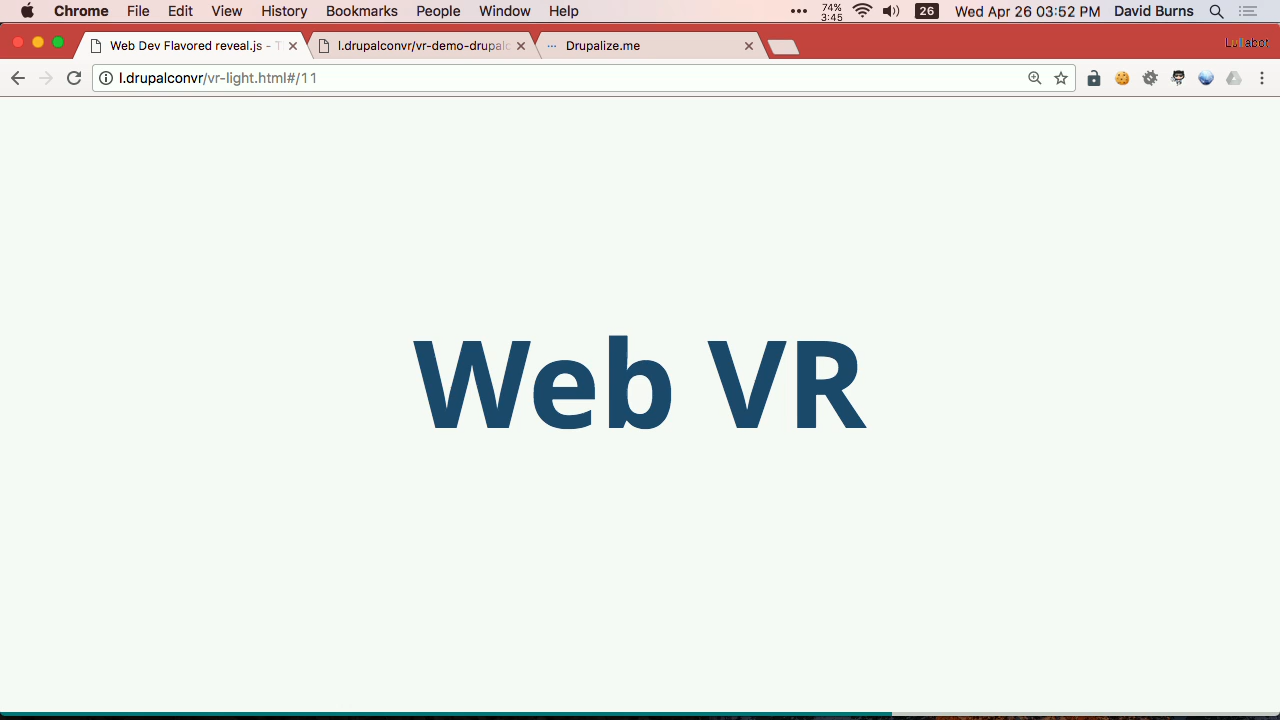 Chrome File Edit View History Bookmarks People Window Help ••• 74% 3:45 26 Wed Apr 26 03:52 PM David Burns
Web Dev Flavored reveal.js - T l.drupalconvr/vr-demo-drupalc Drupalize.me Lullabot
l.drupalconvr/vr-light.html#/11
Web VR